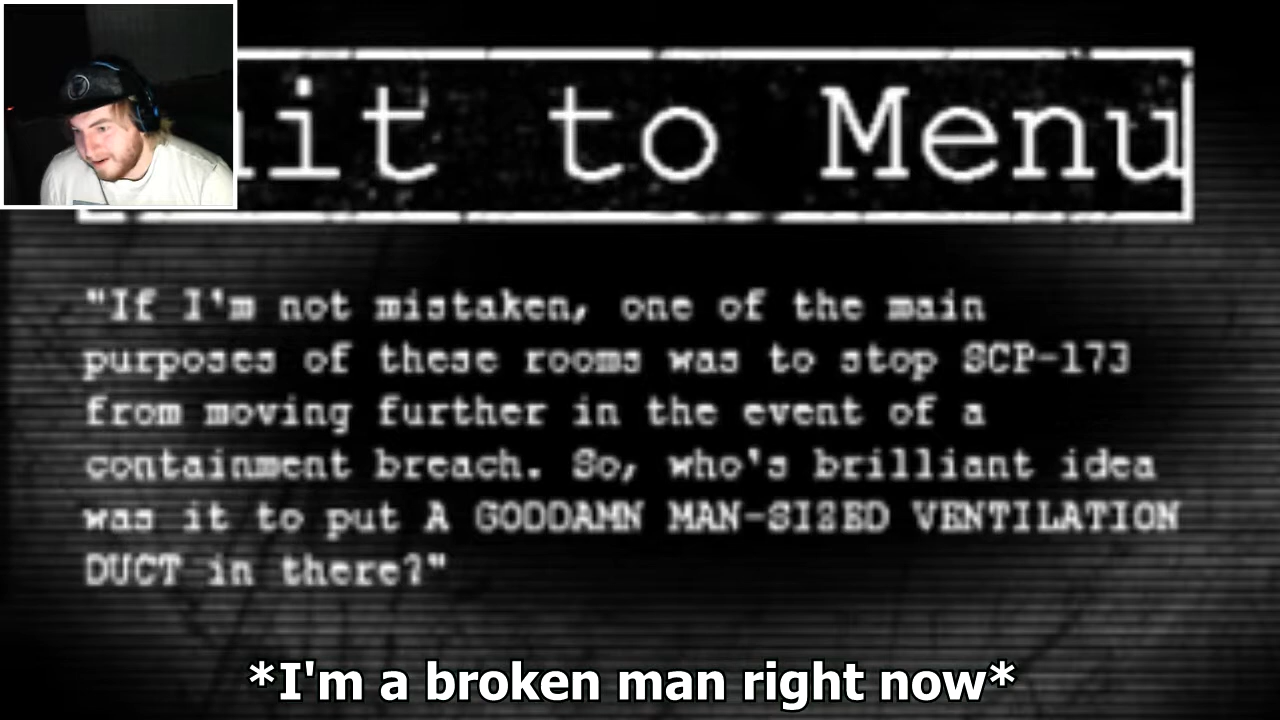 uit to Menu
"If I'm not mistaken, one of the main
purposes of these rooms was to stop SCP-173
from moving further in the event of a
containment breach. So, who's brilliant idea
was it to put A GODDAMN MAN-SIZED VENTILATION
DUCT in there?"
*I'm a broken man right now*